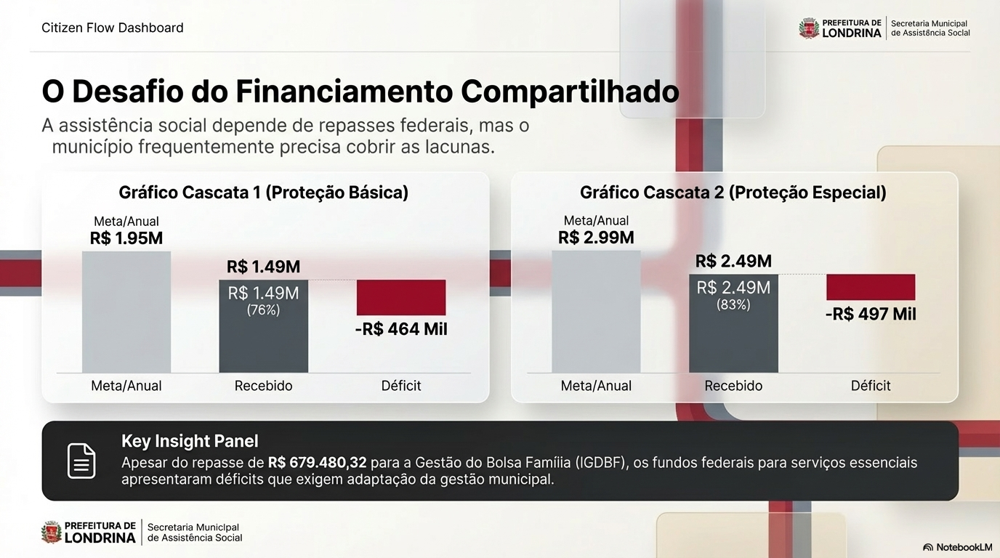 Citizen Flow Dashboard
PREFEITURA DE
LONDRINA
Secretaria Municipal
de Assistência Social
O Desafio do Financiamento Compartilhado
A assistência social depende de repasses federais, mas o
município frequentemente precisa cobrir as lacunas.
Gráfico Cascata 1 (Proteção Básica)
Meta/Anual
R$ 1.95M
R$ 1.49M
R$ 1.49M
(76%)
-R$ 464 Mil
Meta/Anual
Recebido
Déficit
Gráfico Cascata 2 (Proteção Especial)
Meta/Anual
R$ 2.99M
R$ 2.49M
R$ 2.49M
(83%)
-R$ 497 Mil
Meta/Anual
Recebido
Déficit
Key Insight Panel
Apesar do repasse de R$ 679.480,32 para a Gestão do Bolsa Família (IGDBF), os fundos federais para serviços essenciais
apresentaram déficits que exigem adaptação da gestão municipal.
PREFEITURA DE
LONDRINA
Secretaria Municipal
de Assistência Social
NotebookLM